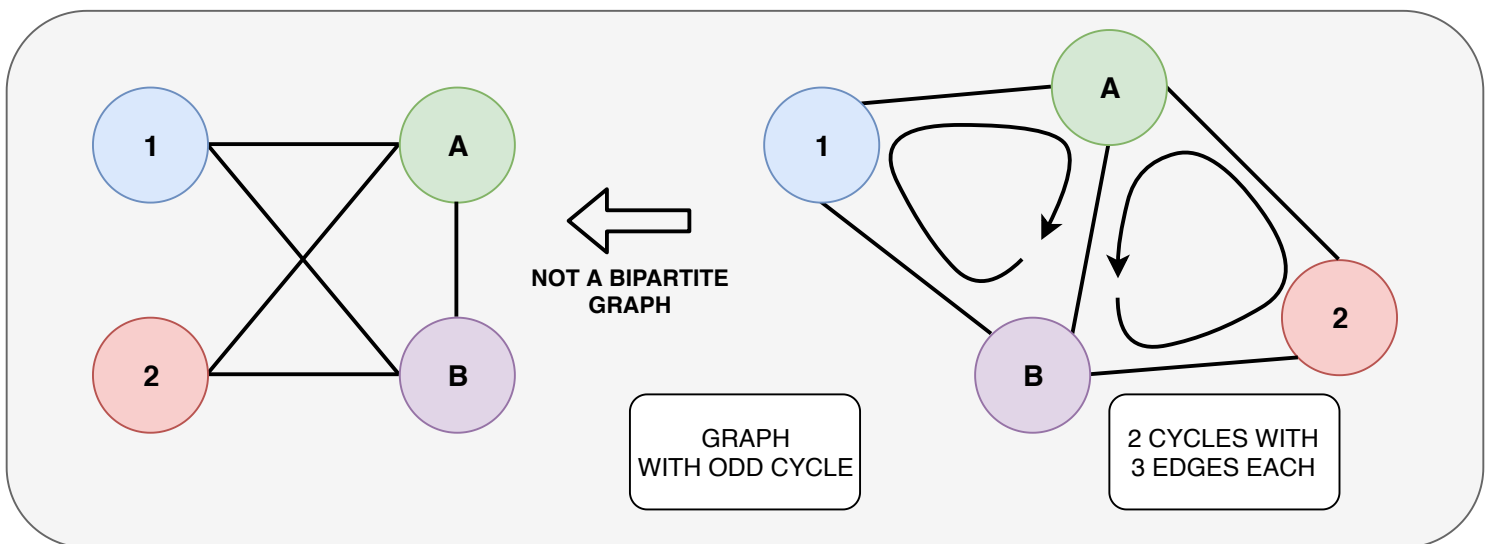 1
A
2
B
NOT A BIPARTITE
GRAPH
1
A
B
2
GRAPH
WITH ODD CYCLE
2 CYCLES WITH
3 EDGES EACH